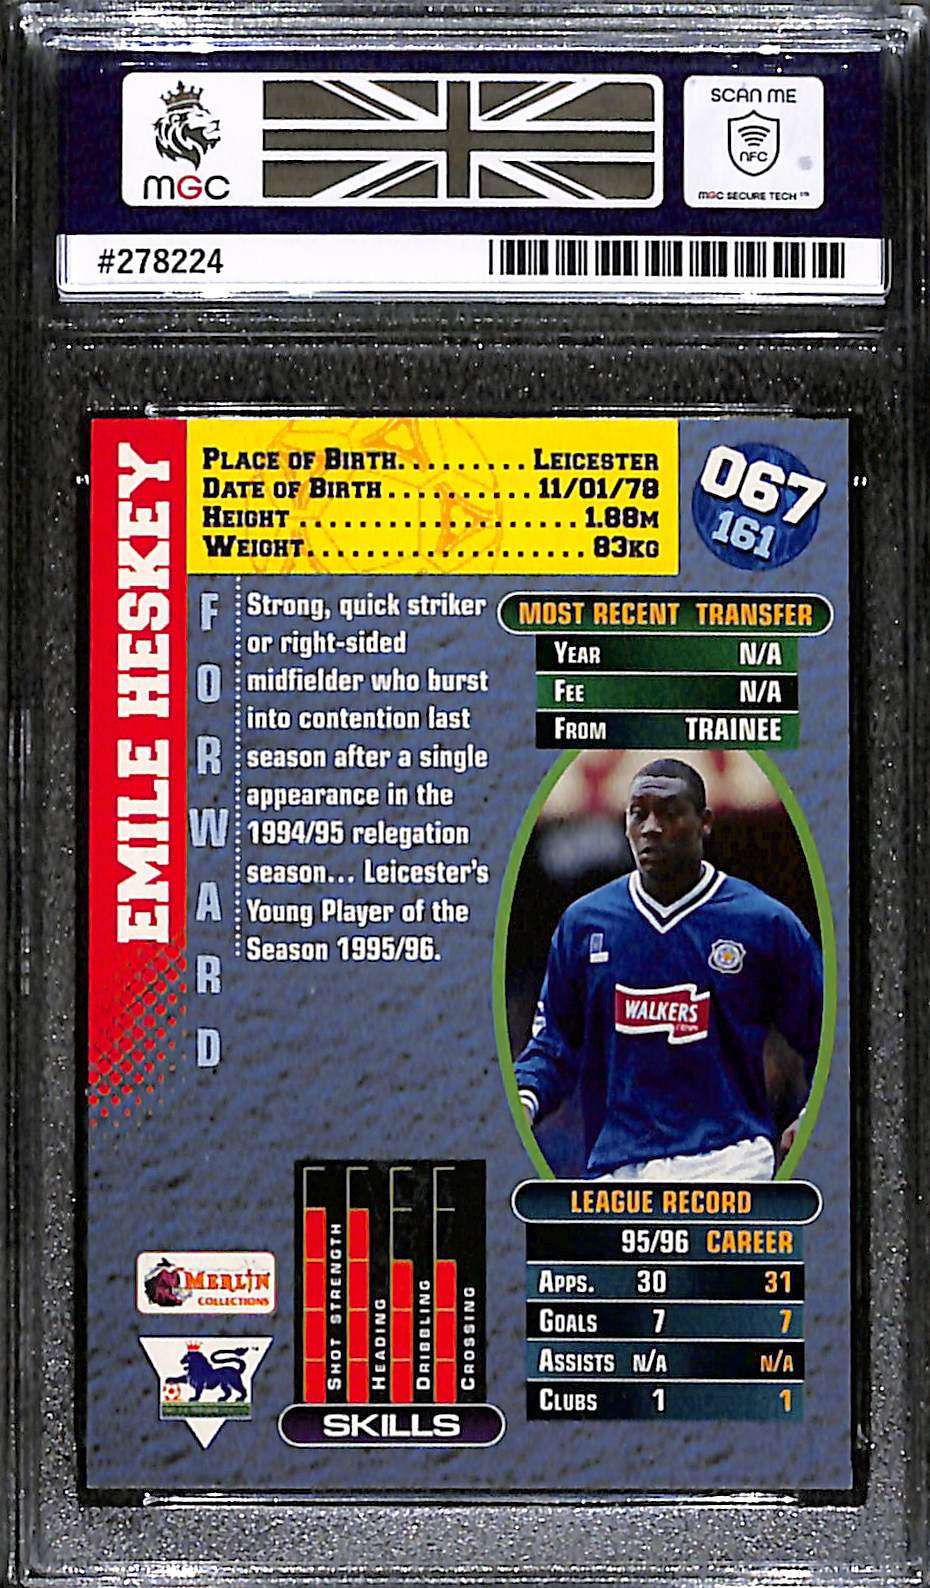 MGC
SCAN ME
NFC
MGC SECURE TECH ™
#278224
EMILE HESKEY
FORWARD
PLACE OF BIRTH.........LEICESTER
DATE OF BIRTH..........11/01/78
HEIGHT...................1.88M
WEIGHT...................83KG
067
161
Strong, quick striker
or right-sided
midfielder who burst
into contention last
season after a single
appearance in the
1994/95 relegation
season... Leicester's
Young Player of the
Season 1995/96.
MOST RECENT TRANSFER
YEAR N/A
FEE N/A
FROM TRAINEE
WALKERS
LEAGUE RECORD
95/96 CAREER
APPS. 30 31
GOALS 7 7
ASSISTS N/A N/A
CLUBS 1 1
SHOT STRENGTH
HEADING
DRIBBLING
CROSSING
SKILLS
MERLIN
COLLECTIONS